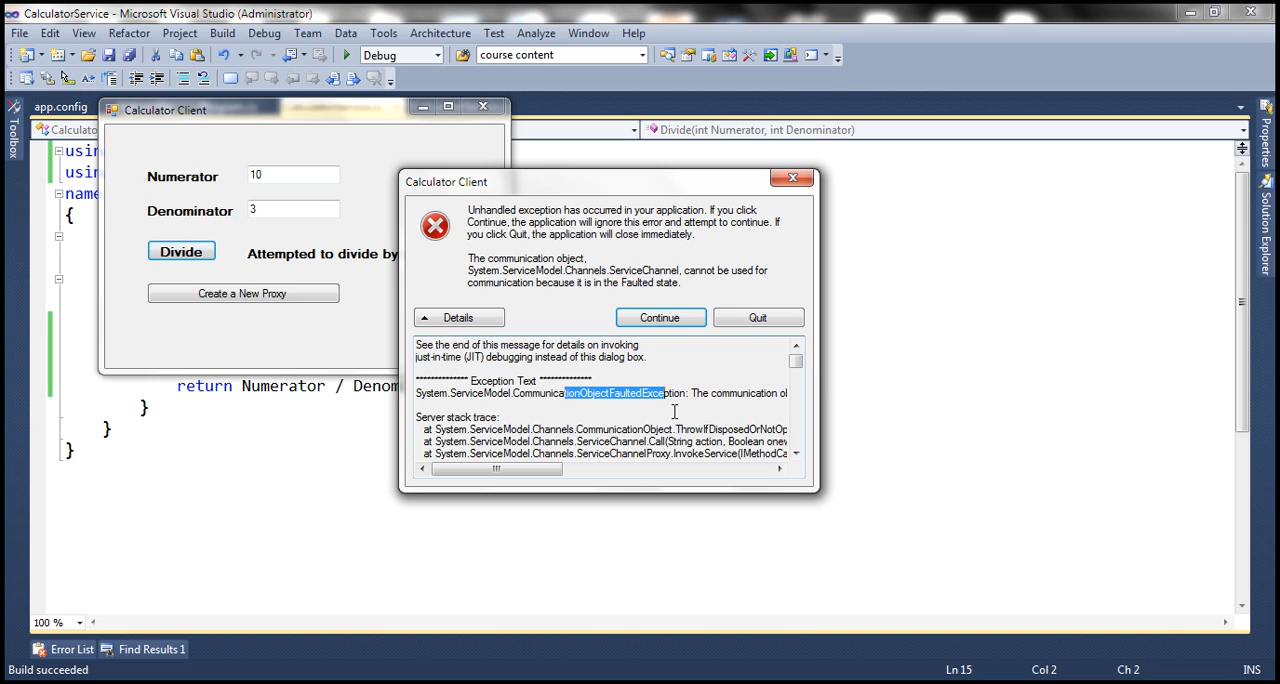 CalculatorService - Microsoft Visual Studio (Administrator)
File Edit View Refactor Project Build Debug Team Data Tools Architecture Test Analyze Window Help
Debug course content
app.config
Toolbox
Properties
Solution Explorer
Calculato
Divide(int Numerator, int Denominator)
usin
usin
name
{
return Numerator / Denom
}
}
}
Calculator Client
Numerator 10
Denominator 3
Divide Attempted to divide by
Create a New Proxy
Calculator Client
Unhandled exception has occurred in your application. If you click
Continue, the application will ignore this error and attempt to continue. If
you click Quit, the application will close immediately.
The communication object,
System.ServiceModel.Channels.ServiceChannel, cannot be used for
communication because it is in the Faulted state.
Details Continue Quit
See the end of this message for details on invoking
just-in-time (JIT) debugging instead of this dialog box.
************** Exception Text **************
System.ServiceModel.CommunicationObjectFaultedException: The communication ob
Server stack trace:
at System.ServiceModel.Channels.CommunicationObject.ThrowIfDisposedOrNotOp
at System.ServiceModel.Channels.ServiceChannel.Call(String action, Boolean onew
at System.ServiceModel.Channels.ServiceChannelProxy.InvokeService(IMethodCa
100 %
Error List Find Results 1
Build succeeded Ln 15 Col 2 Ch 2 INS